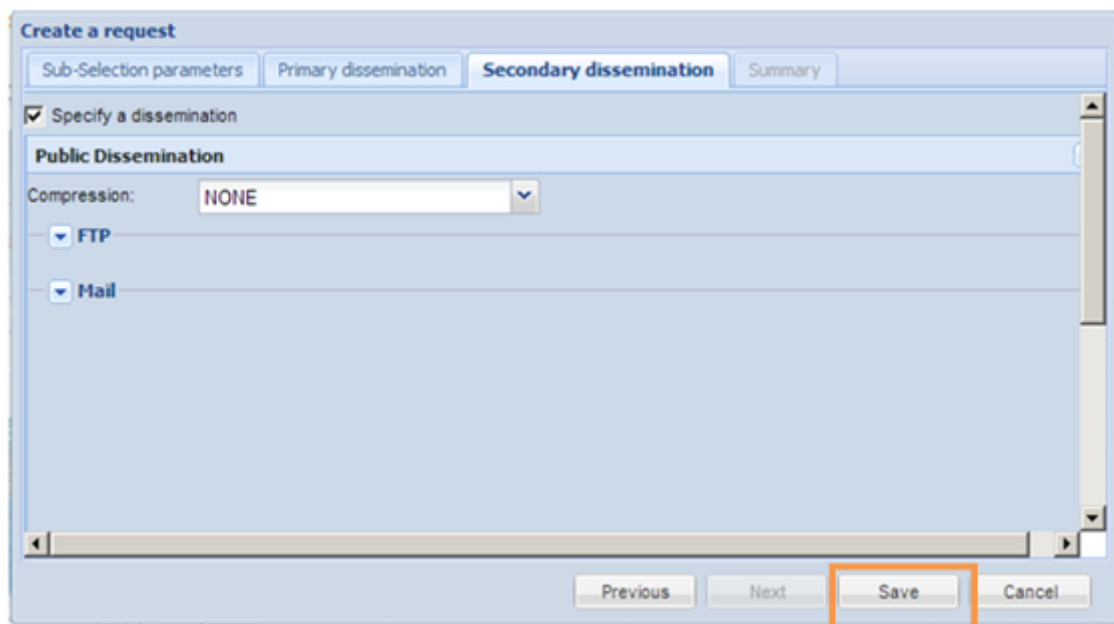 Create a request
Sub-Selection parameters Primary dissemination Secondary dissemination Summary
Specify a dissemination
Public Dissemination
Compression: NONE
FTP
Mail
Previous Next Save Cancel